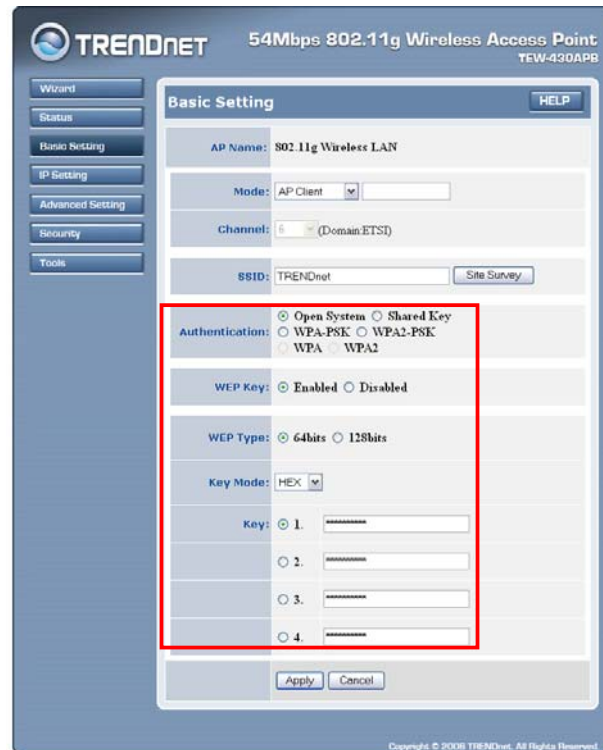 TRENDNET 54Mbps 802.11g Wireless Access Point
TEW-430APB
Wizard
Status
Basic Setting
IP Setting
Advanced Setting
Security
Tools
Basic Setting HELP
AP Name: 802.11g Wireless LAN
Mode: AP Client
Channel: 6 (Domain:ETSI)
SSID: TRENDnet Site Survey
Authentication: Open System Shared Key
WPA-PSK WPA2-PSK
WPA WPA2
WEP Key: Enabled Disabled
WEP Type: 64bits 128bits
Key Mode: HEX
Key: 1. **********
2. **********
3. **********
4. **********
Apply Cancel
Copyright © 2006 TRENDnet. All Rights Reserved.